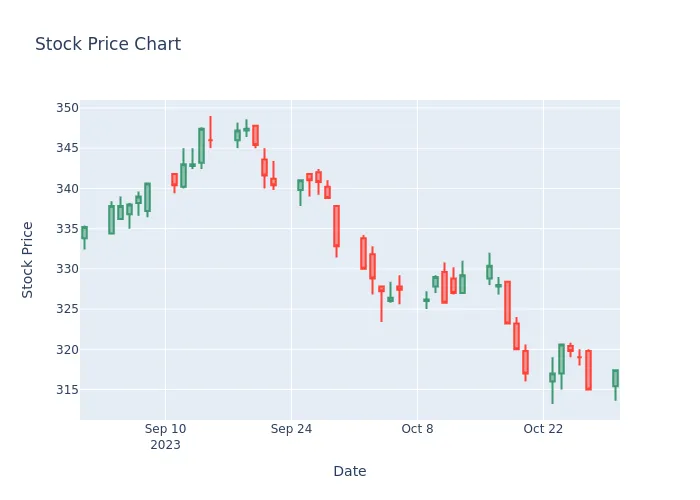 Stock Price Chart
Stock Price
350
345
340
335
330
325
320
315
Sep 10
2023
Sep 24
Oct 8
Oct 22
Date